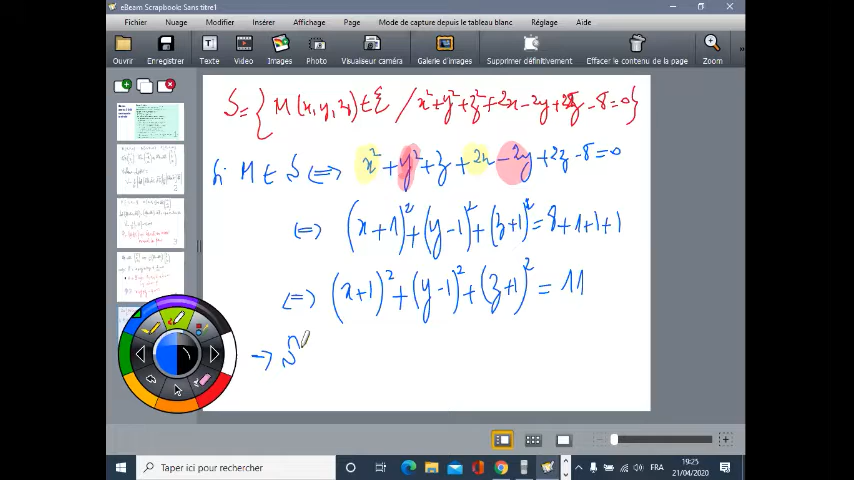 eBeam Scrapbook: Sans titre1
Fichier Nuage Modifier Insérer Affichage Page Mode de capture depuis le tableau blanc Réglage Aide
Ouvrir Enregistrer Texte Video Images Photo Visualiseur caméra Galerie d'images Supprimer définitivement Effacer le contenu de la page Zoom
S = { M(x,y,z) ∈ ξ / x² + y² + z² + 2x - 2y + 2z - 8 = 0 }
M ∈ S ⟺ x² + y² + z + 2x - 2y + 2z - 8 = 0
⟺ (x + 1)² + (y - 1)² + (z + 1)² = 8 + 1 + 1 + 1
⟺ (x + 1)² + (y - 1)² + (z + 1)² = 11
→ S
1
2
3
Taper ici pour rechercher
FRA
19:25
21/04/2020